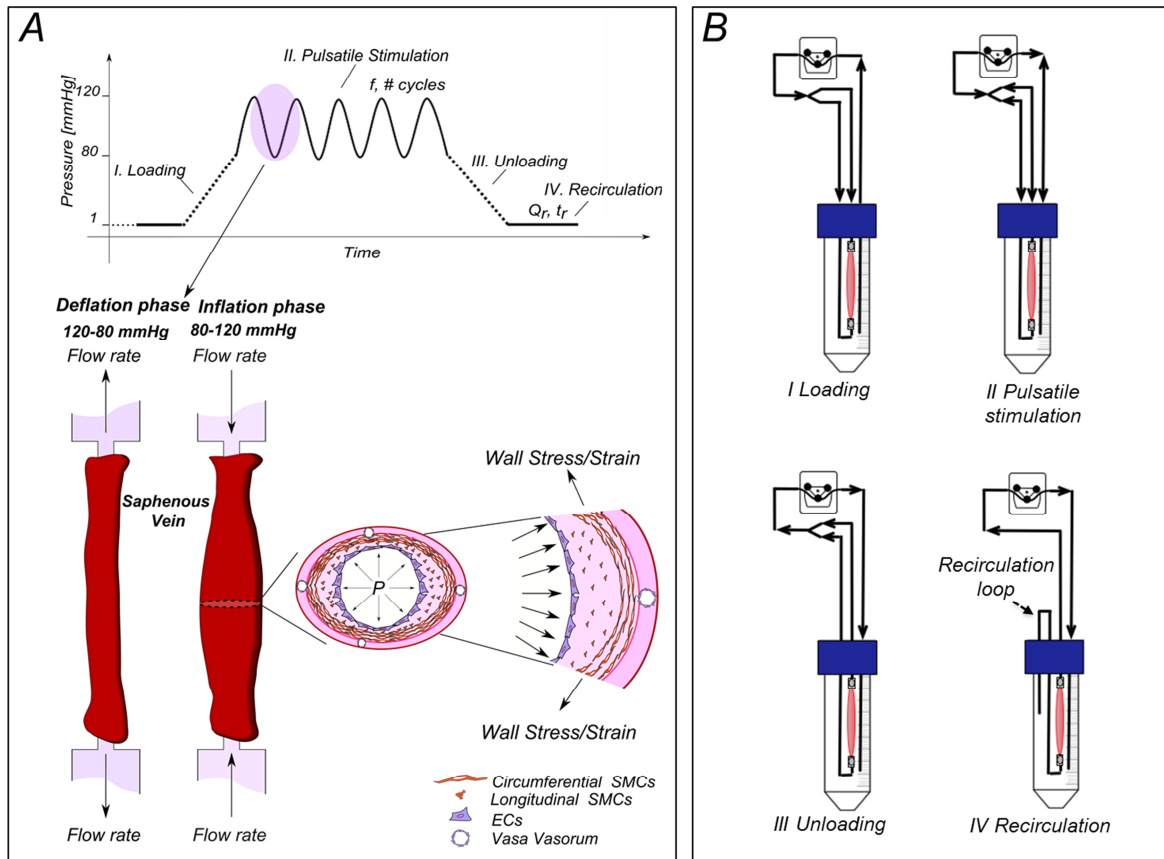 A
II. Pulsatile Stimulation
f, # cycles
Pressure [mmHg]
120
80
1
I. Loading
III. Unloading
IV. Recirculation
Qr, tr
Time
Deflation phase
120-80 mmHg
Flow rate
Inflation phase
80-120 mmHg
Flow rate
Saphenous
Vein
P
Wall Stress/Strain
Wall Stress/Strain
Circumferential SMCs
Longitudinal SMCs
ECs
Vasa Vasorum
Flow rate
Flow rate
B
I Loading
II Pulsatile
stimulation
Recirculation
loop
III Unloading
IV Recirculation